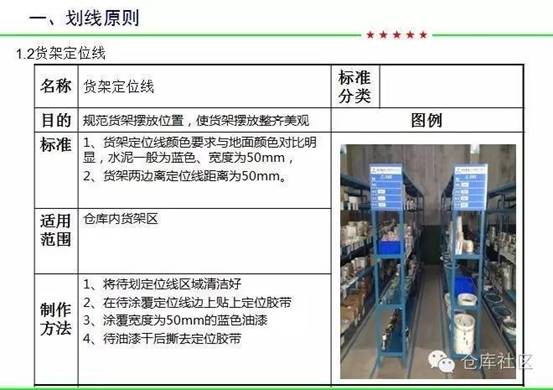 一、划线原则
1.2货架定位线
名称
货架定位线
标准
分类
目的
规范货架摆放位置，使货架摆放整齐美观
图例
标准
1、货架定位线颜色要求与地面颜色对比明
显，水泥一般为蓝色、宽度为50mm，
2、货架两边离定位线距离为50mm。
适用
范围
仓库内货架区
制作
方法
1、将待划定位线区域清洁好
2、在待涂覆定位线边上贴上定位胶带
3、涂覆宽度为50mm的蓝色油漆
4、待油漆干后撕去定位胶带
仓库社区